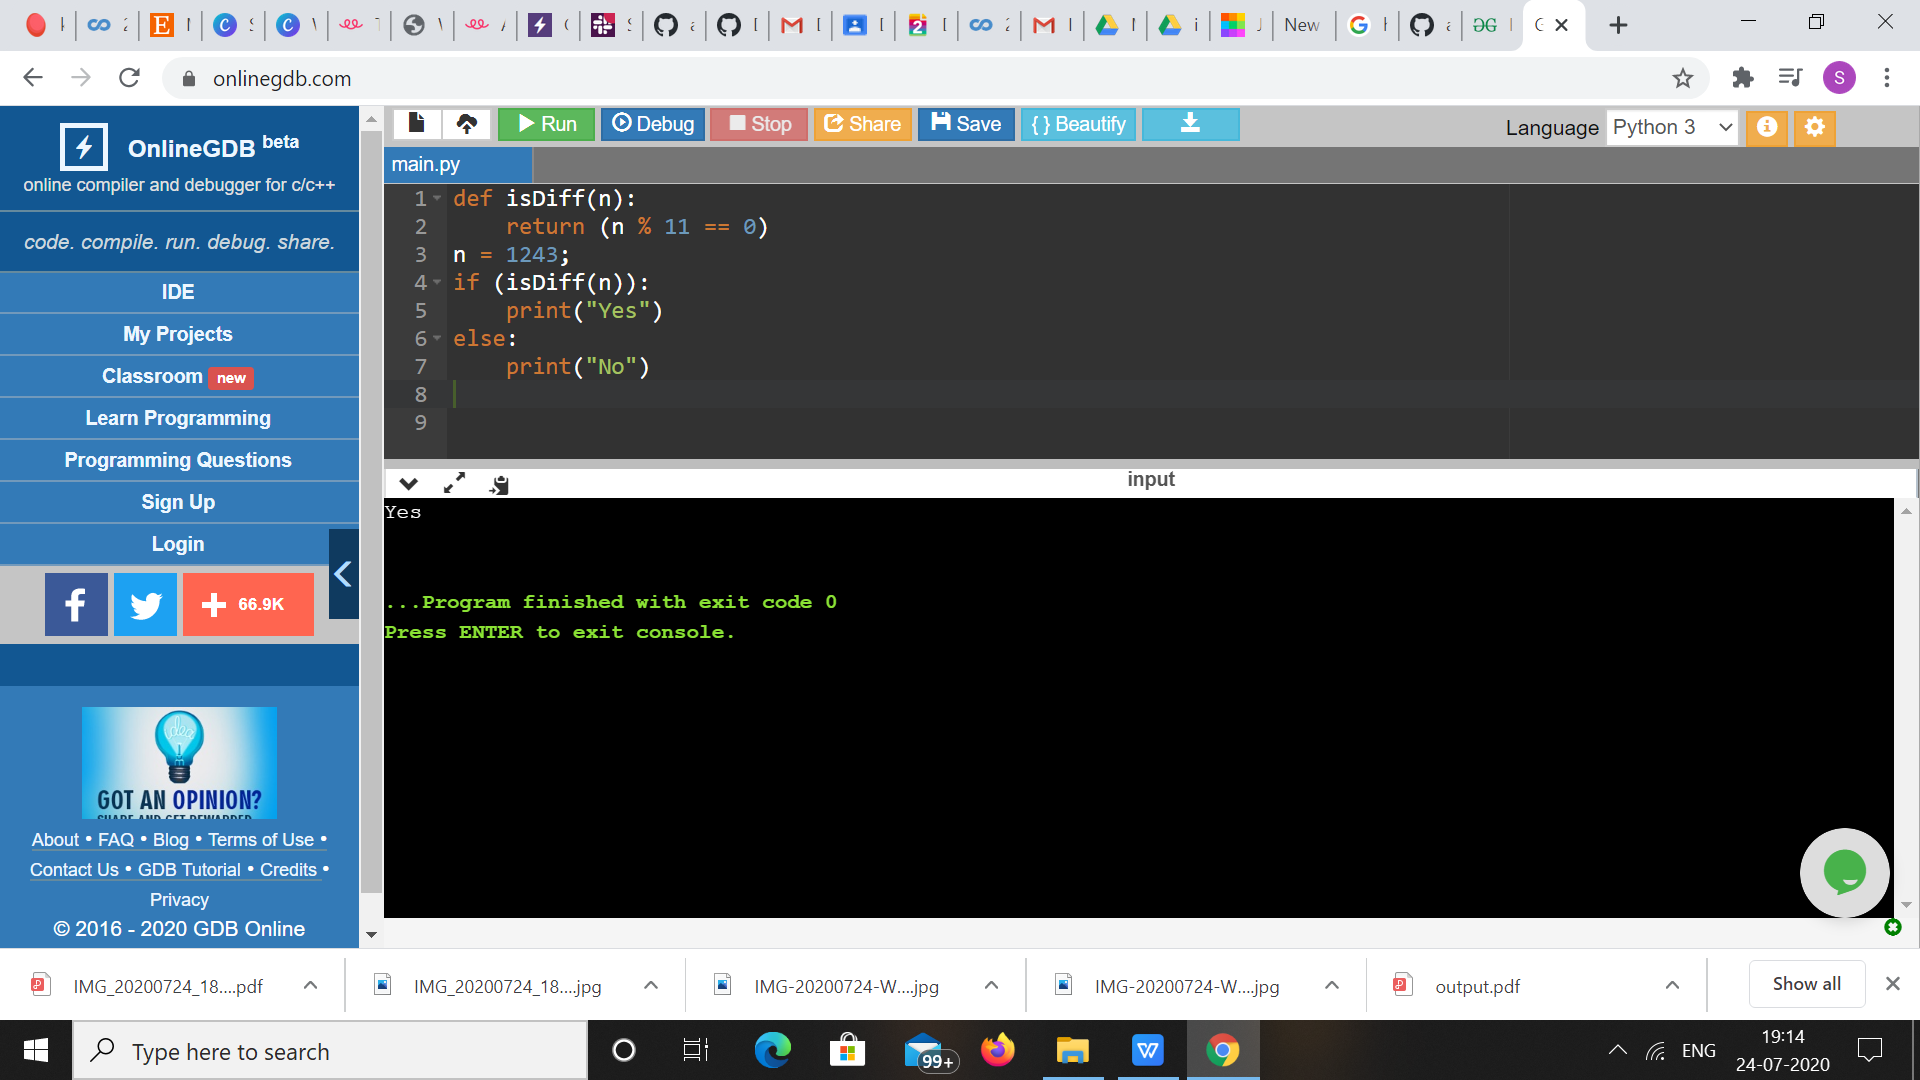 New
onlinegdb.com
S
OnlineGDB beta
online compiler and debugger for c/c++
code. compile. run. debug. share.
IDE
My Projects
Classroom new
Learn Programming
Programming Questions
Sign Up
Login
66.9K
idea
GOT AN OPINION?
SHARE AND GET REWARDED
About • FAQ • Blog • Terms of Use •
Contact Us • GDB Tutorial • Credits •
Privacy
© 2016 - 2020 GDB Online
Run Debug Stop Share Save { } Beautify
Language Python 3
main.py
1 def isDiff(n):
2     return (n % 11 == 0)
3 n = 1243;
4 if (isDiff(n)):
5     print("Yes")
6 else:
7     print("No")
8
9
input
Yes
...Program finished with exit code 0
Press ENTER to exit console.
IMG_20200724_18....pdf
IMG_20200724_18....jpg
IMG-20200724-W....jpg
IMG-20200724-W....jpg
output.pdf
Show all
Type here to search
99+
ENG
19:14
24-07-2020